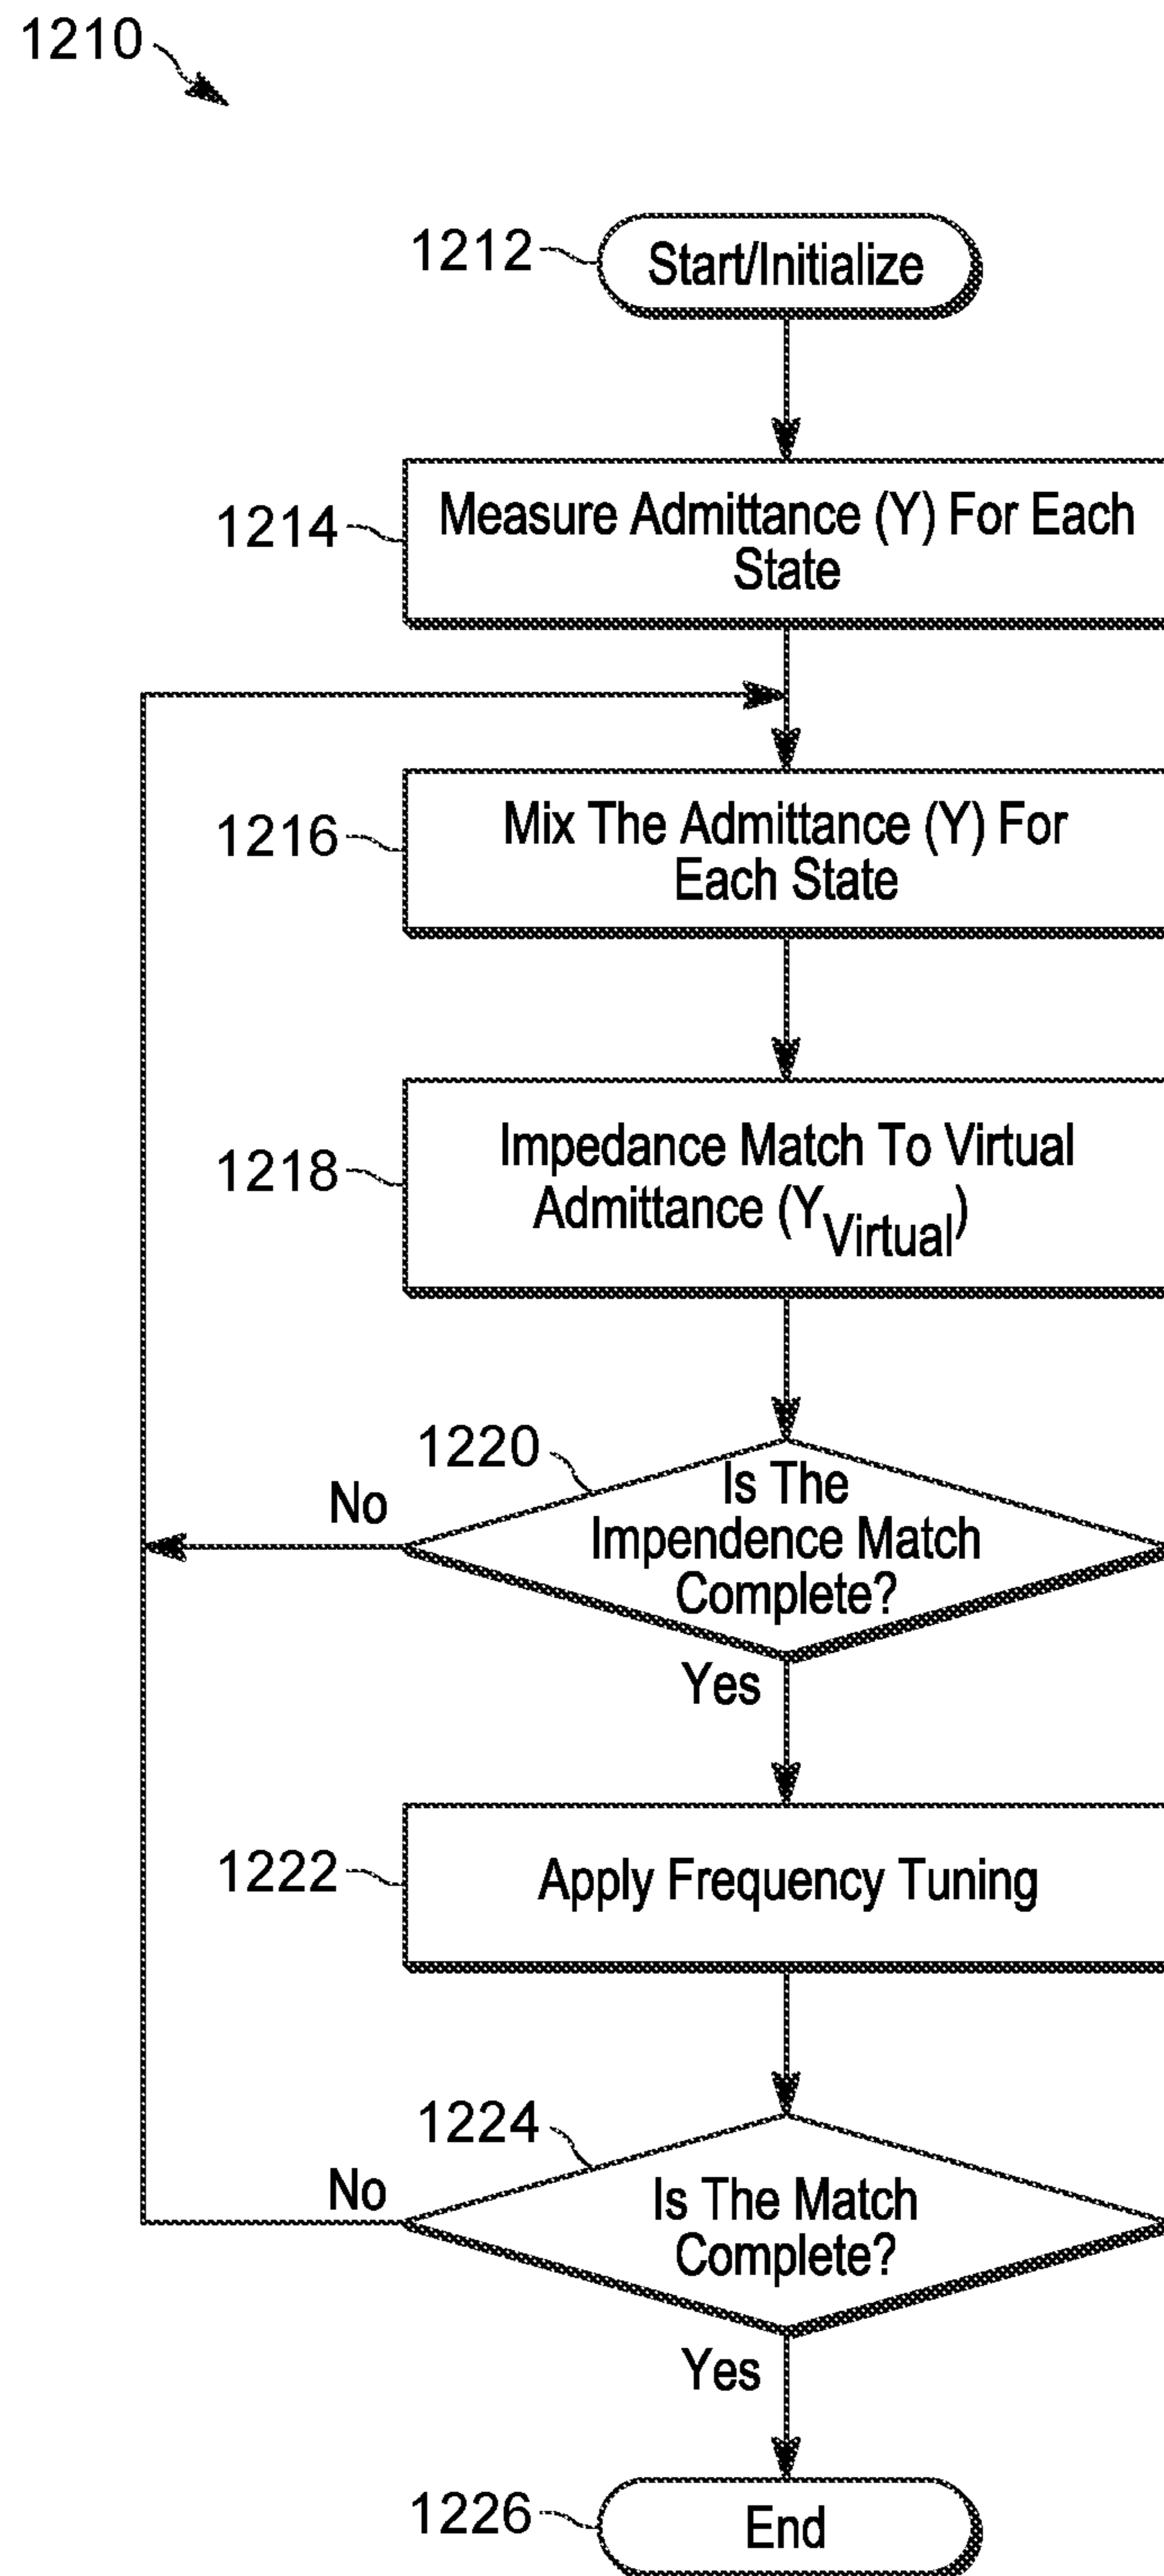 1210
1212
Start/Initialize
1214
Measure Admittance (Y) For Each
State
1216
Mix The Admittance (Y) For
Each State
1218
Impedance Match To Virtual
Admittance (YVirtual)
1220
Is The
Impendence Match
Complete?
No
Yes
1222
Apply Frequency Tuning
1224
Is The Match
Complete?
No
Yes
1226
End